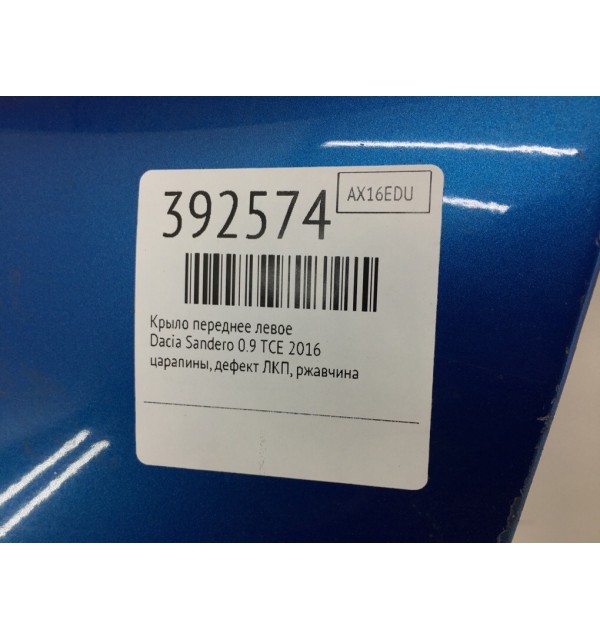 392574
AX16EDU
Крыло переднее левое
Dacia Sandero 0.9 TCE 2016
царапины, дефект ЛКП, ржавчина